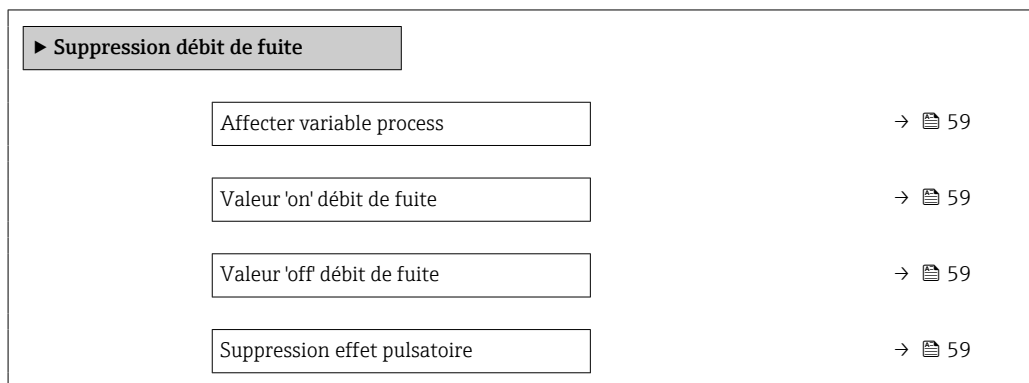 ▶ Suppression débit de fuite
Affecter variable process → 59
Valeur 'on' débit de fuite → 59
Valeur 'off' débit de fuite → 59
Suppression effet pulsatoire → 59